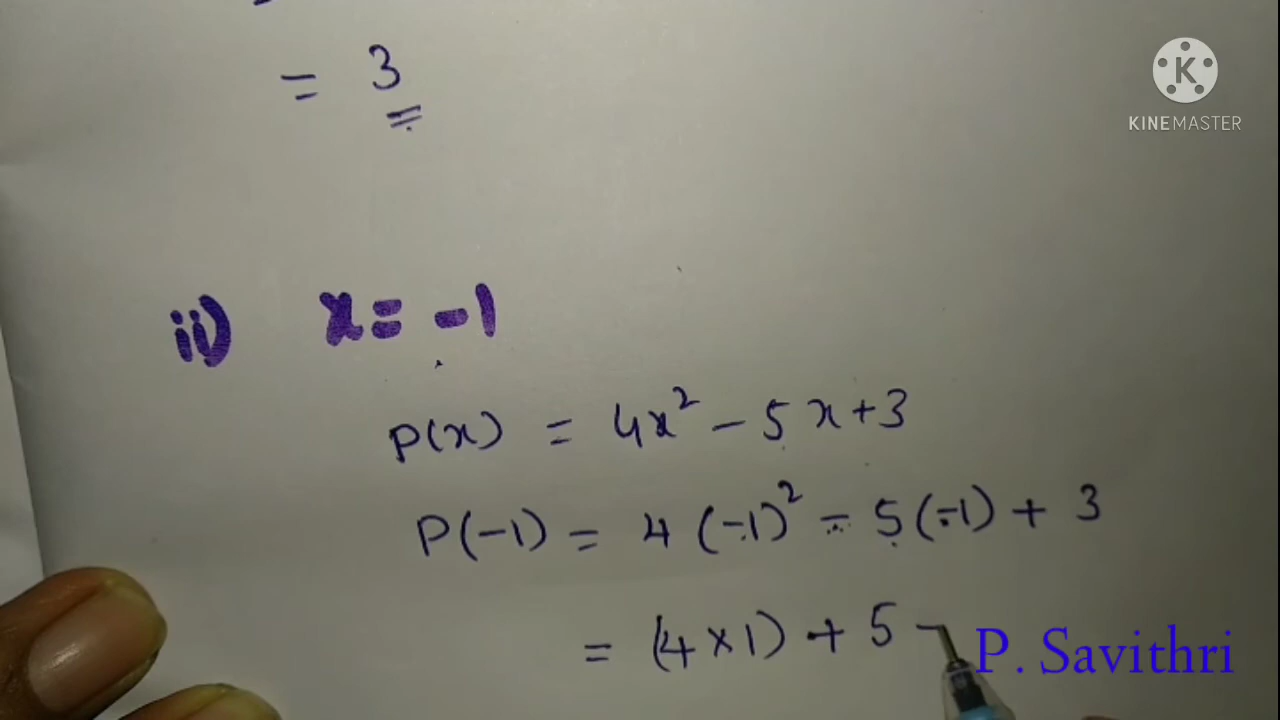 = 3
KINEMASTER
ii) x = -1
P(x) = 4x² - 5x + 3
P(-1) = 4(-1)² - 5(-1) + 3
= (4×1) + 5 -
P. Savithri